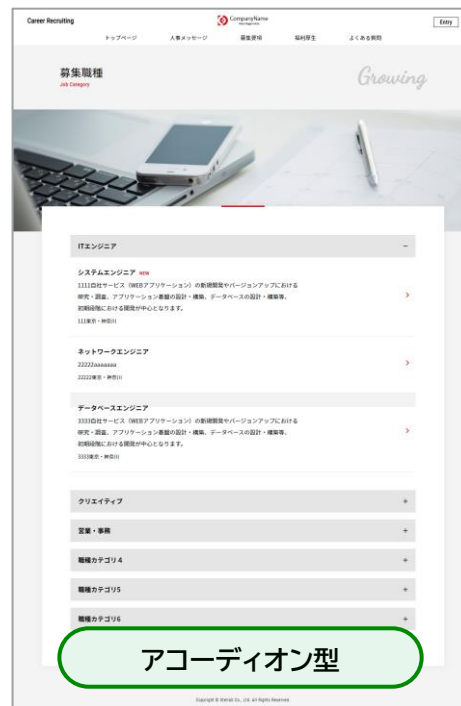 Career Recruiting
CompanyName
Entry
トップページ
人事メッセージ
募集要項
福利厚生
よくある質問
募集職種
Job Category
Growing
ITエンジニア
−
システムエンジニア NEW
1111自社サービス（WEBアプリケーション）の新規開発やバージョンアップにおける
研究・調査、アプリケーション基盤の設計・構築、データベースの設計・構築等、
初期段階における開発が中心となります。
111東京・神奈川
ネットワークエンジニア
22222aaaaaaa
22222東京・神奈川
データベースエンジニア
3333自社サービス（WEBアプリケーション）の新規開発やバージョンアップにおける
研究・調査、アプリケーション基盤の設計・構築、データベースの設計・構築等、
初期段階における開発が中心となります。
3333東京・神奈川
クリエイティブ
+
営業・事務
+
職種カテゴリ4
+
職種カテゴリ5
+
職種カテゴリ6
+
アコーディオン型